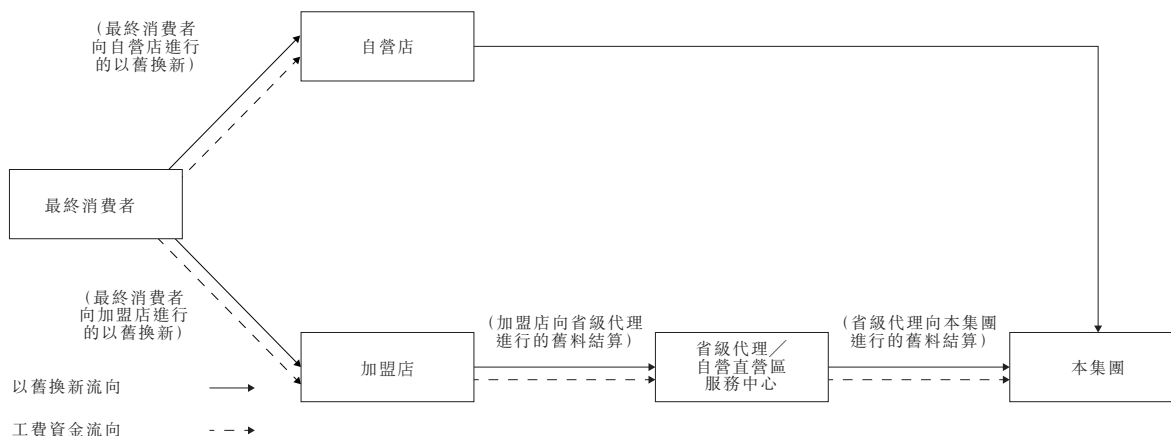 (最終消費者
向自營店進行
的以舊換新)
自營店
最終消費者
(最終消費者
向加盟店進行
的以舊換新)
加盟店
(加盟店向省級代理
進行的舊料結算)
省級代理／
自營直營區
服務中心
(省級代理向本集團
進行的舊料結算)
本集團
以舊換新流向
工費資金流向